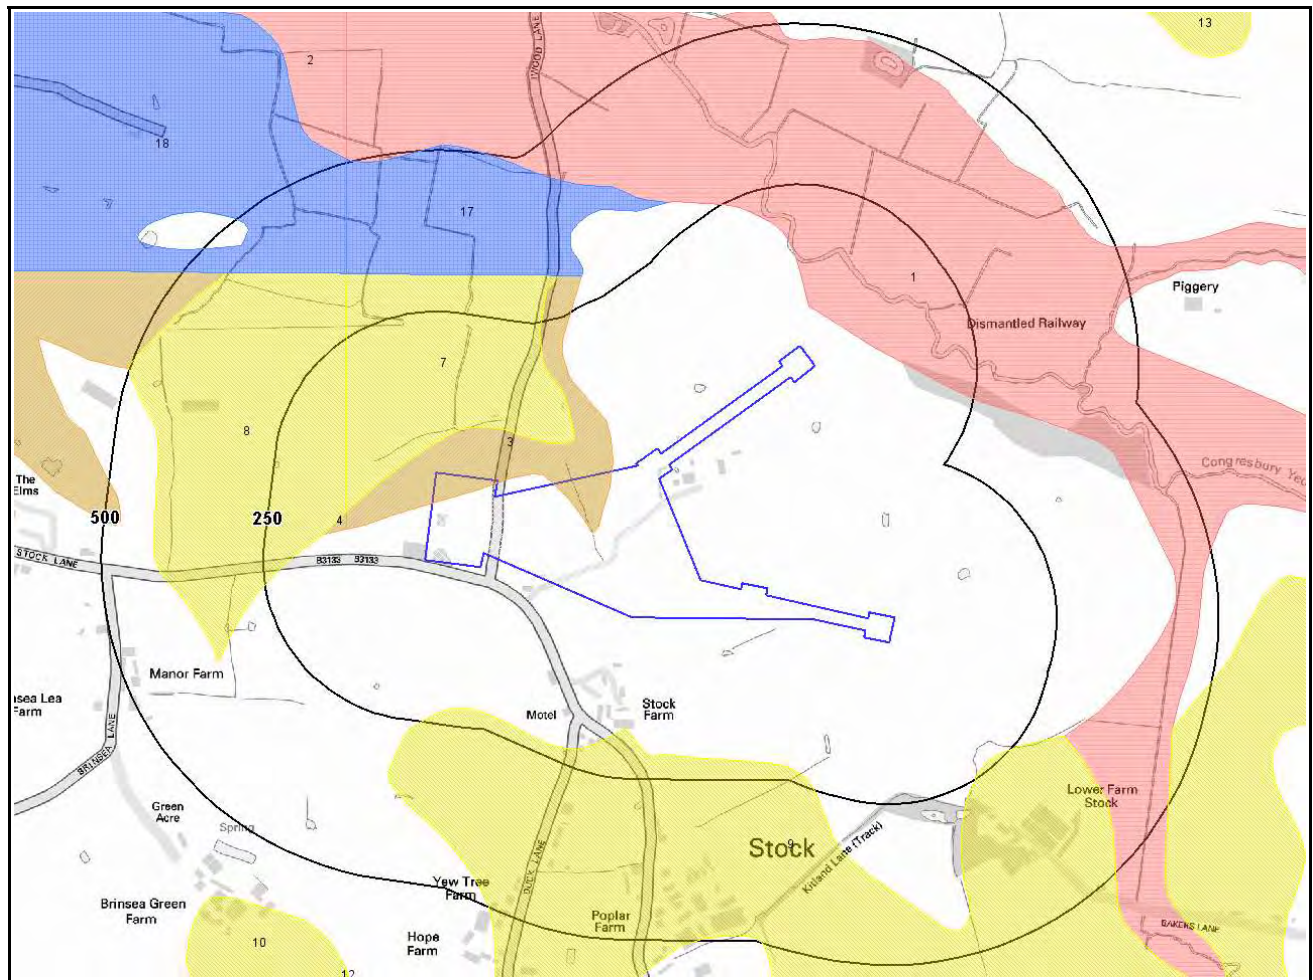 13
WOOD LANE
2
18
17
1
Piggery
Dismantled Railway
7
8
3
The
Elms
Congresbury Yeo
500
250
4
STOCK LANE
B3133 B3133
Manor Farm
Farm
Motel
Stock
Farm
BRINSEA LANE
Green
Acre
Spring
Lower Farm
Stock
Stock
9
Kitland Lane (Track)
DUCK LANE
Yew Tree
Farm
Brinsea Green
Farm
Poplar
Farm
BAKERS LANE
Hope
Farm
10
12